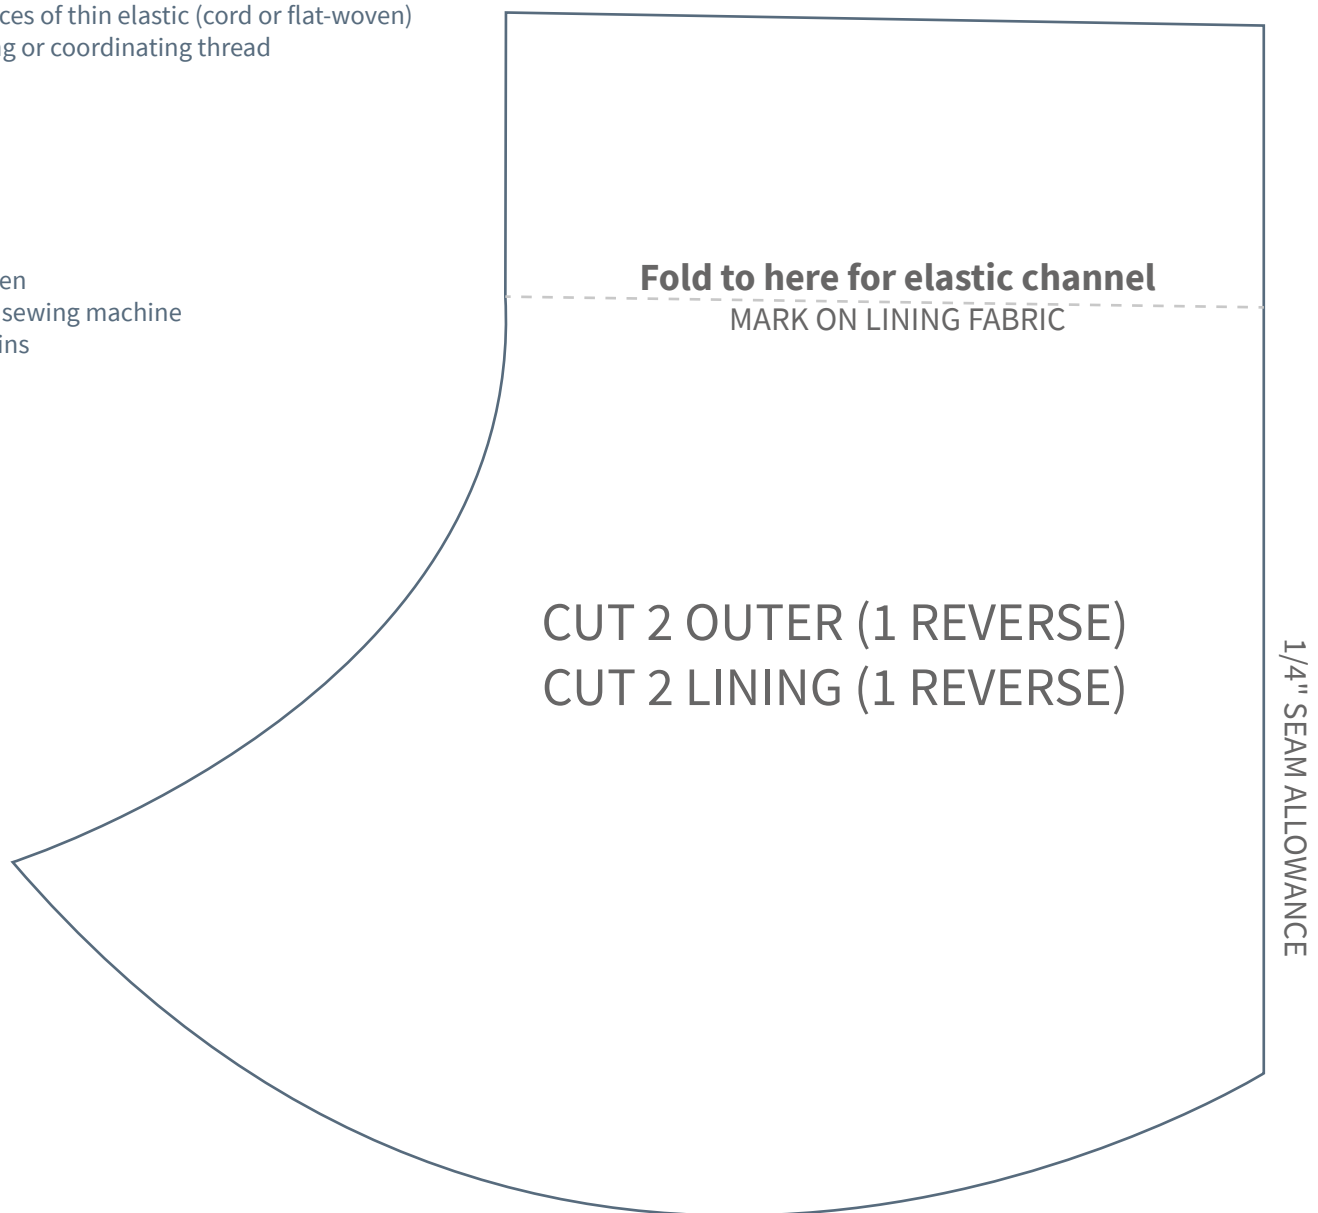 ces of thin elastic (cord or flat-woven)
g or coordinating thread
en
sewing machine
ins
Fold to here for elastic channel
MARK ON LINING FABRIC
CUT 2 OUTER (1 REVERSE)
CUT 2 LINING (1 REVERSE)
1/4" SEAM ALLOWANCE